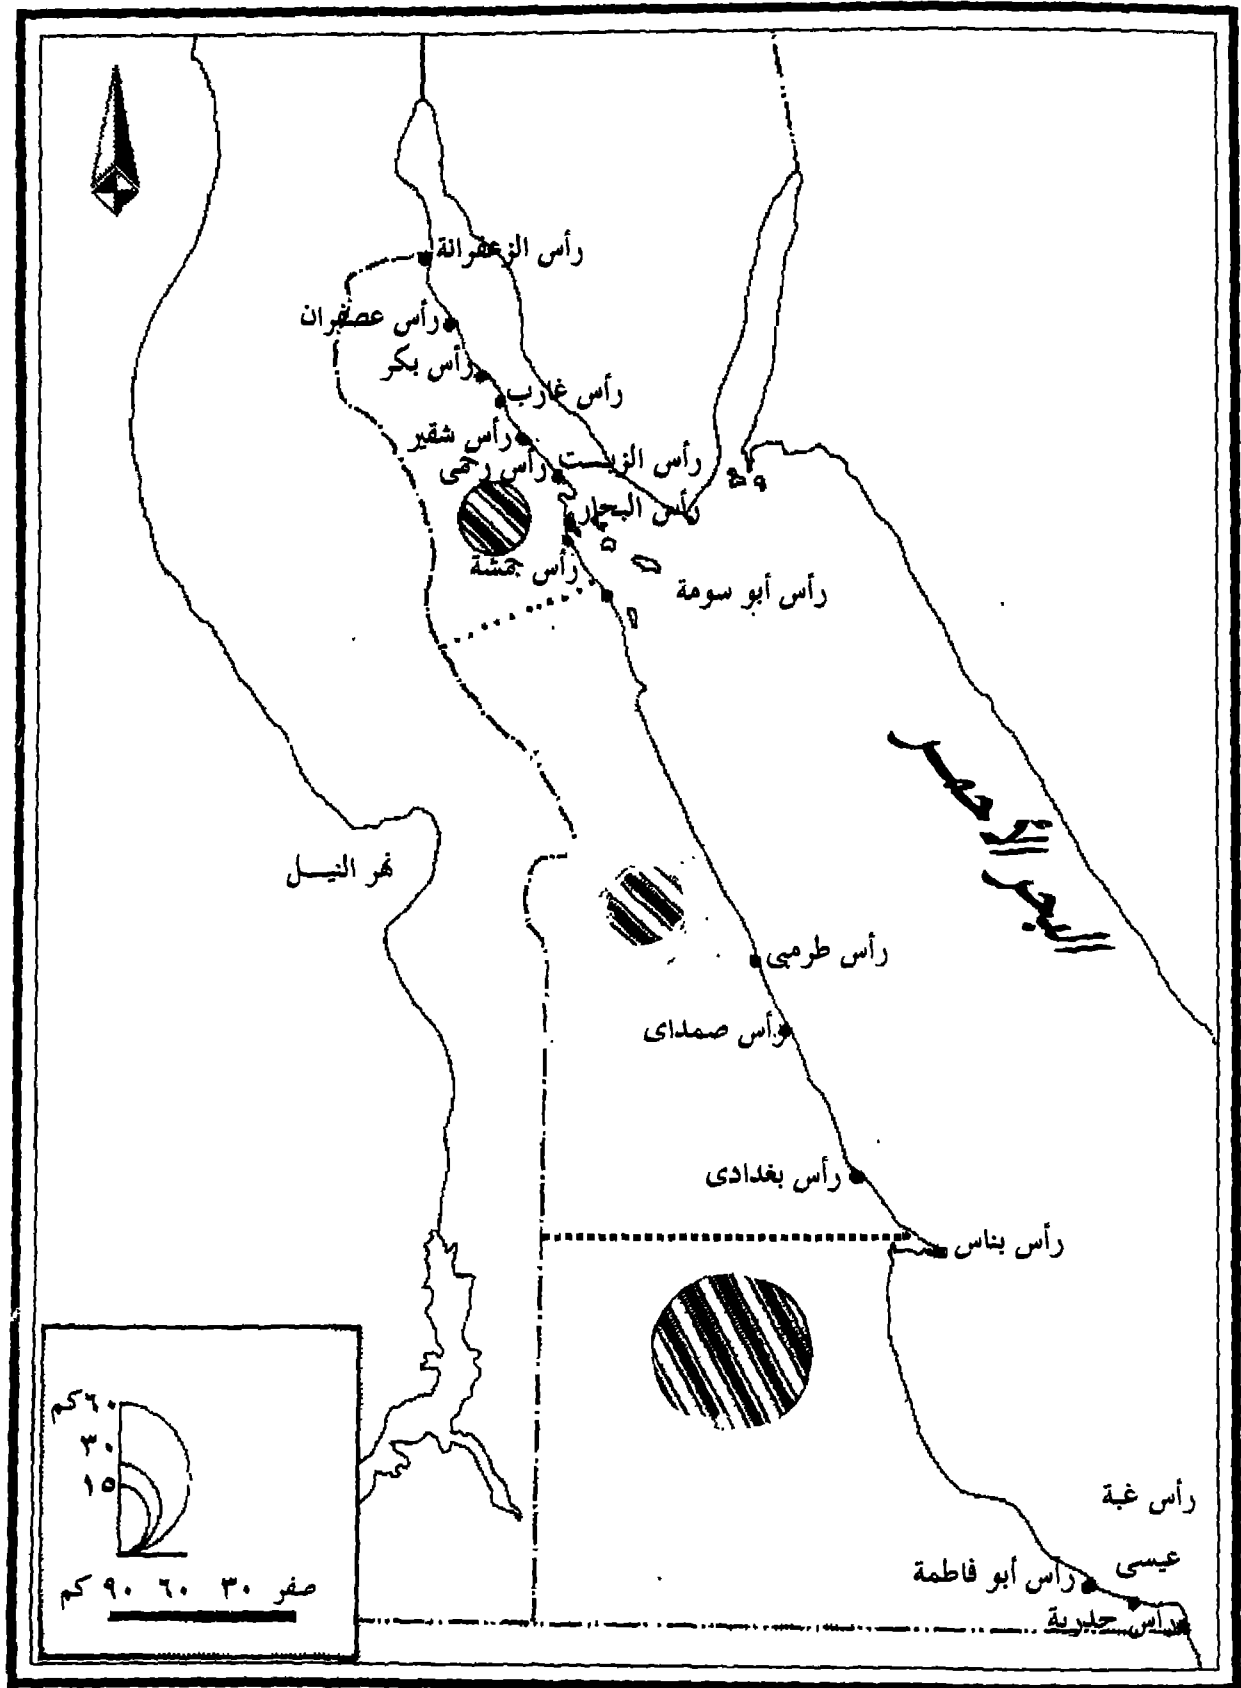 رأس الزعفرانة
رأس عصفران
رأس بكر
رأس غارب
رأس شقير
رأس الزيـت
رأس رحمى
رأس البحار
رأس جمشة
رأس أبو سومة
البحر الأحمر
نهر النيـل
رأس طرمبى
رأس صمداى
رأس بغدادى
رأس بناس
٦٠ كم
٣٠
١٥
صفر ٣٠ ٦٠ ٩٠ كم
رأس غبة
عيسى
رأس أبو فاطمة
رأس حدربة